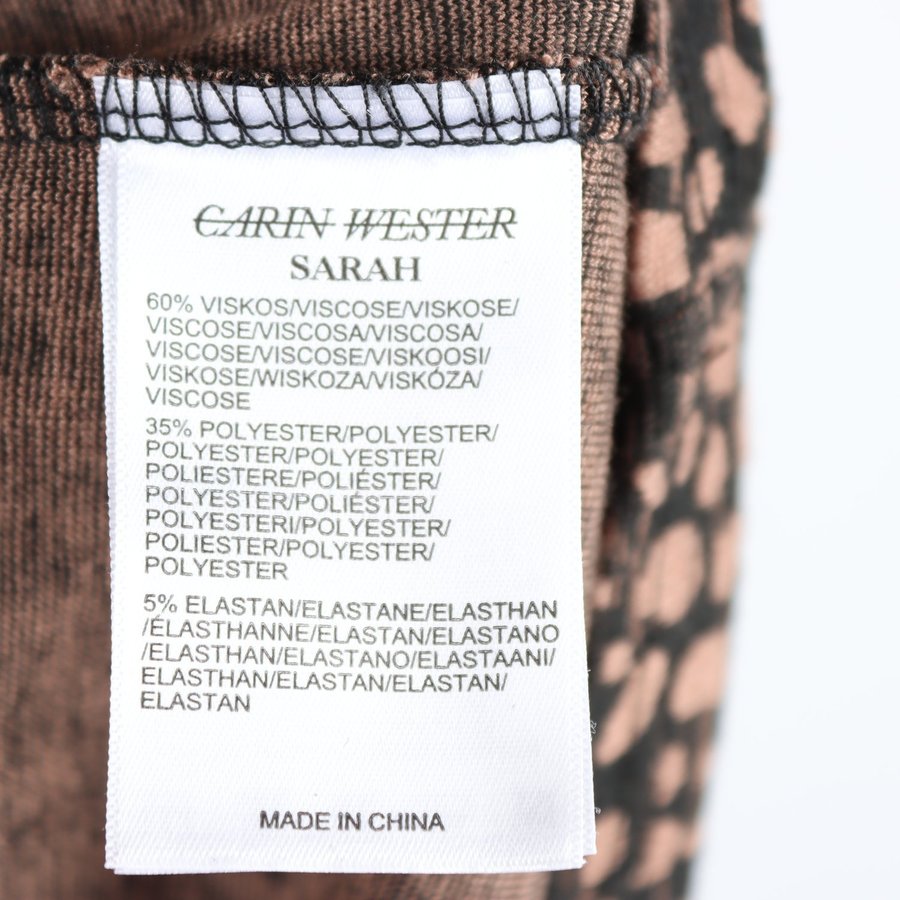 CARIN WESTER
SARAH
60% VISKOS/VISCOSE/VISKOSE/
VISCOSE/VISCOSA/VISCOSA/
VISCOSE/VISCOSE/VISKOOSI/
VISKOSE/WISKOZA/VISKÓZA/
VISCOSE
35% POLYESTER/POLYESTER/
POLYESTER/POLYESTER/
POLIESTERE/POLIÉSTER/
POLYESTER/POLIÉSTER/
POLYESTERI/POLYESTER/
POLIESTER/POLYESTER/
POLYESTER
5% ELASTAN/ELASTANE/ELASTHAN
/ÉLASTHANNE/ELASTAN/ELASTANO
/ELASTHAN/ELASTANO/ELASTAANI/
ELASTHAN/ELASTAN/ELASTAN/
ELASTAN
MADE IN CHINA